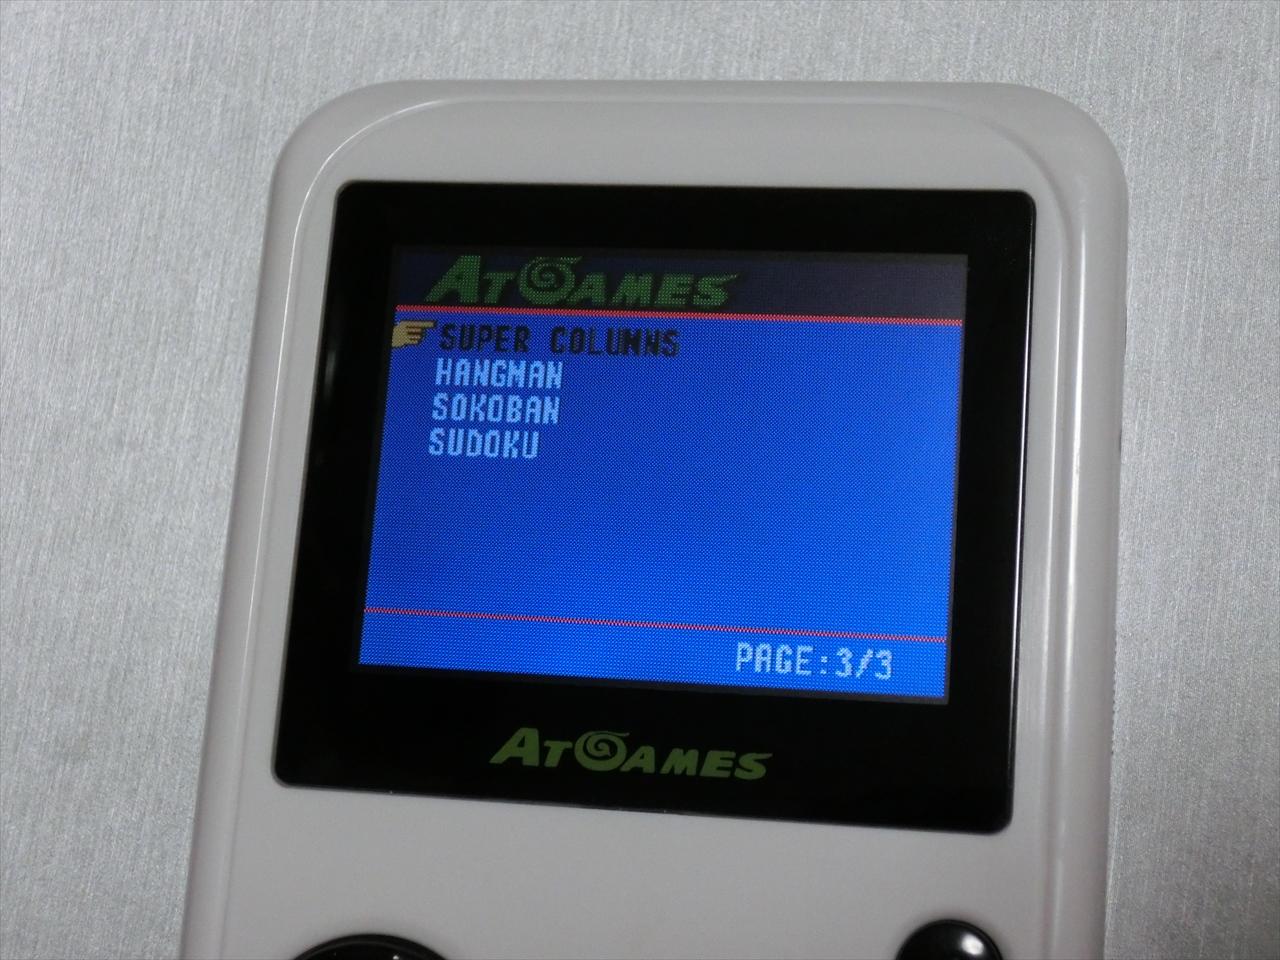 AtGames
SUPER COLUMNS
HANGMAN
SOKOBAN
SUDOKU
PAGE:3/3
AtGames